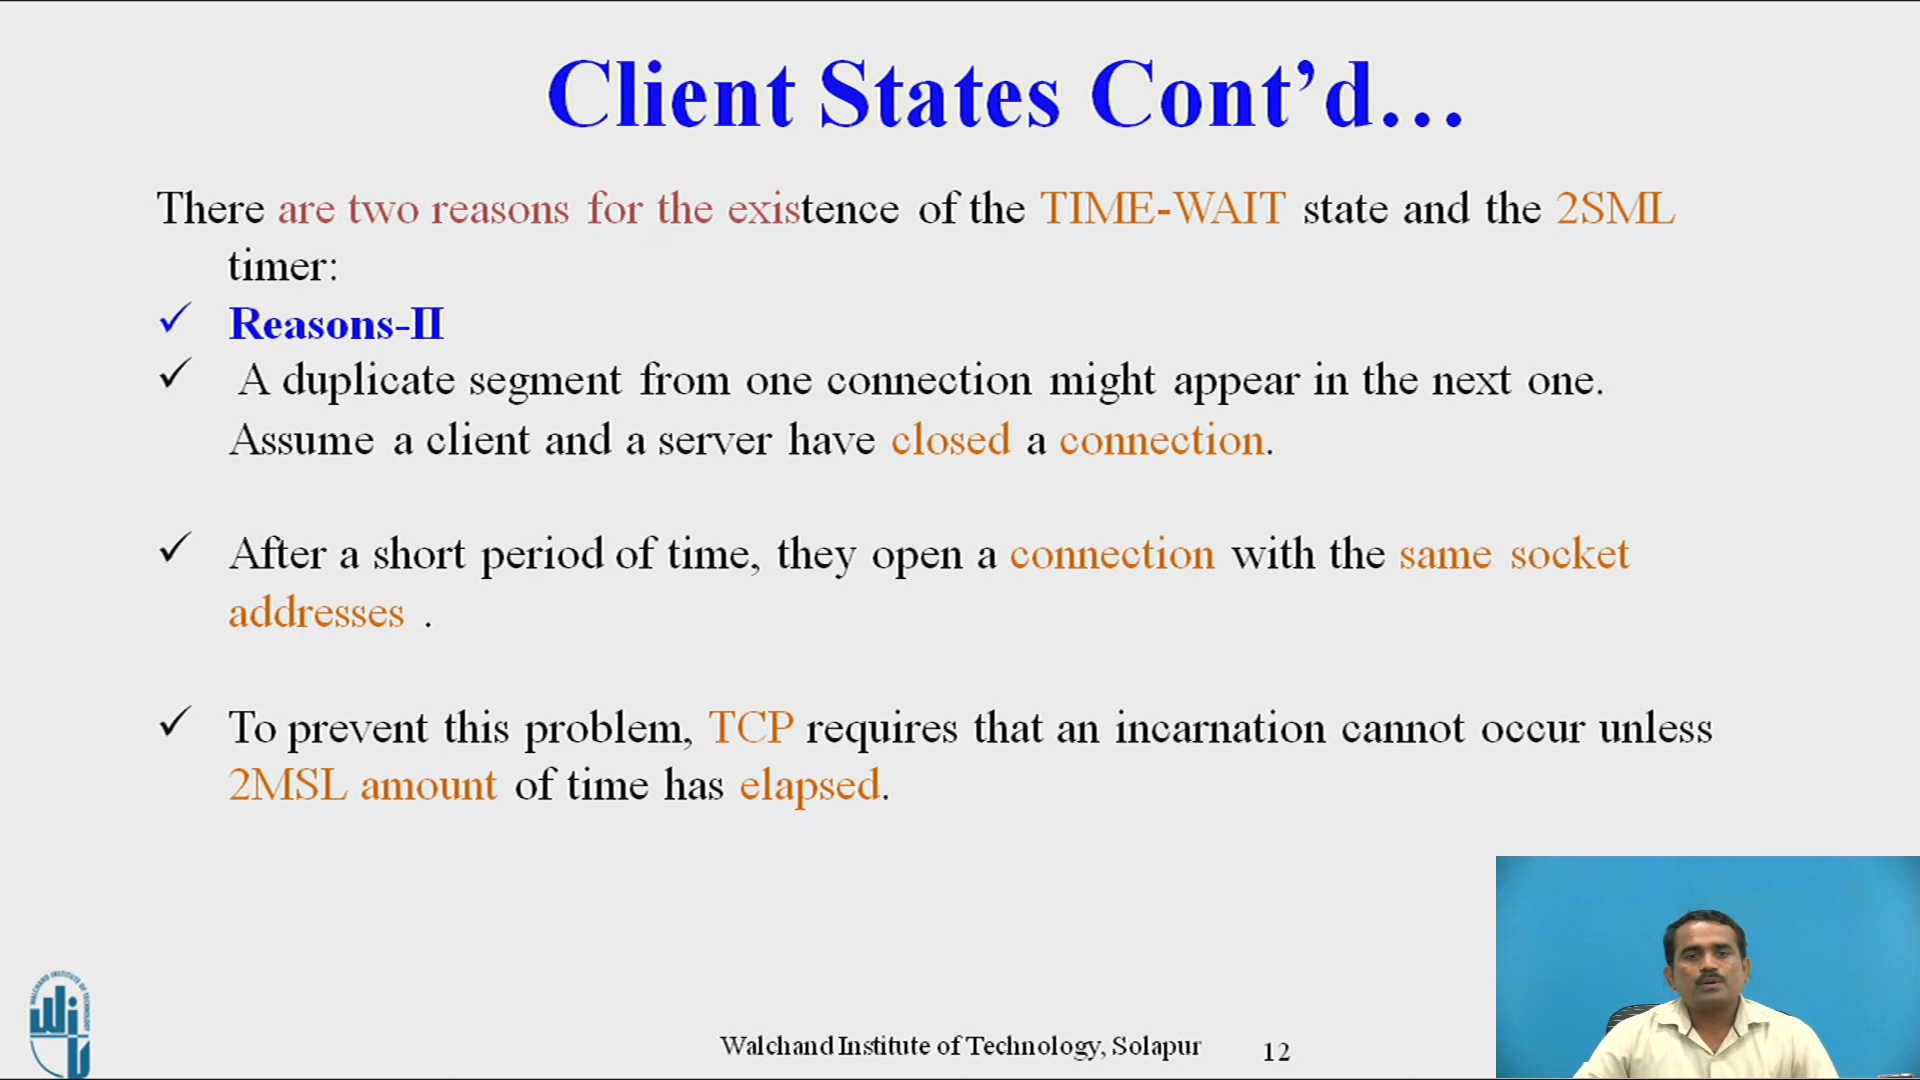 Client States Cont’d…
There are two reasons for the existence of the TIME-WAIT state and the 2SML
timer:
✓ Reasons-II
✓ A duplicate segment from one connection might appear in the next one.
Assume a client and a server have closed a connection.
✓ After a short period of time, they open a connection with the same socket
addresses .
✓ To prevent this problem, TCP requires that an incarnation cannot occur unless
2MSL amount of time has elapsed.
WALCHAND INSTITUTE OF TECHNOLOGY
Walchand Institute of Technology, Solapur 12